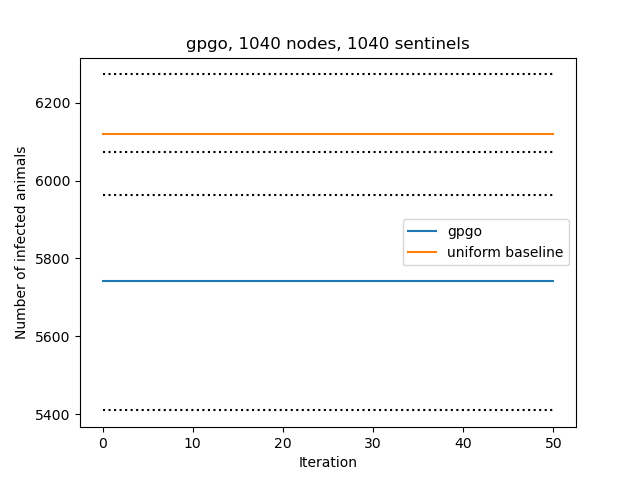 gpgo, 1040 nodes, 1040 sentinels
Number of infected animals
6200
6000
5800
5600
5400
gpgo
uniform baseline
0 10 20 30 40 50
Iteration